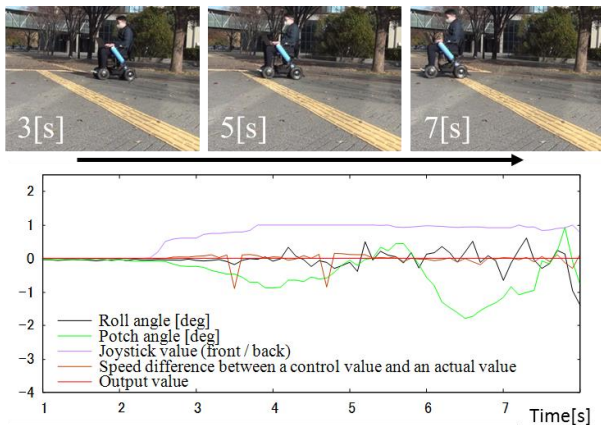 3[s] 5[s] 7[s]
2
1
0
-1
-2
-3
-4
Roll angle [deg]
Potch angle [deg]
Joystick value (front / back)
Speed difference between a control value and an actual value
Output value
1 2 3 4 5 6 7 Time[s]